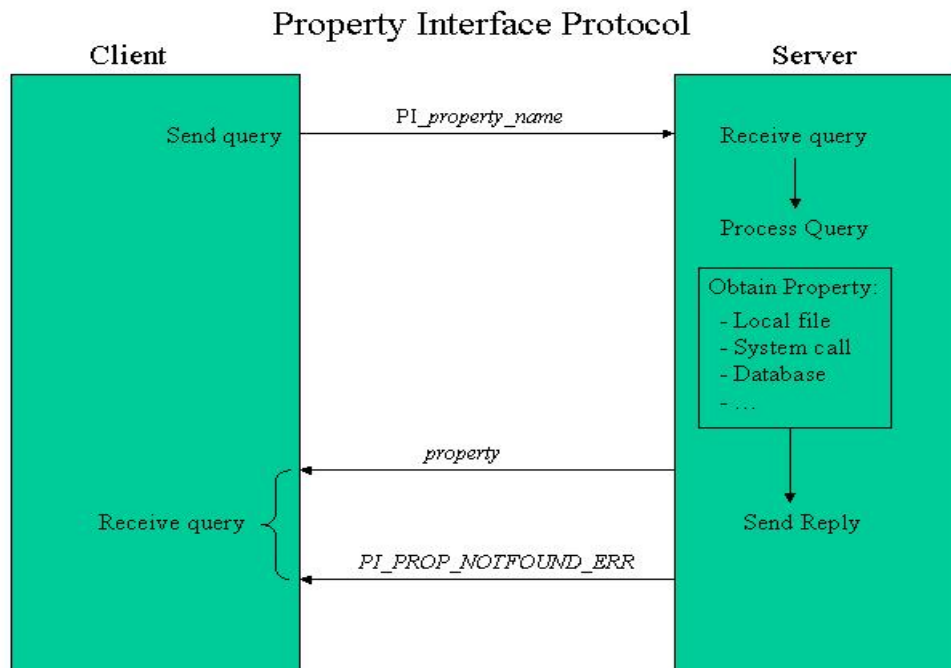 Property Interface Protocol
Client
Server
Send query
PI_property_name
Receive query
Process Query
Obtain Property:
- Local file
- System call
- Database
- ...
property
Receive query
Send Reply
PI_PROP_NOTFOUND_ERR